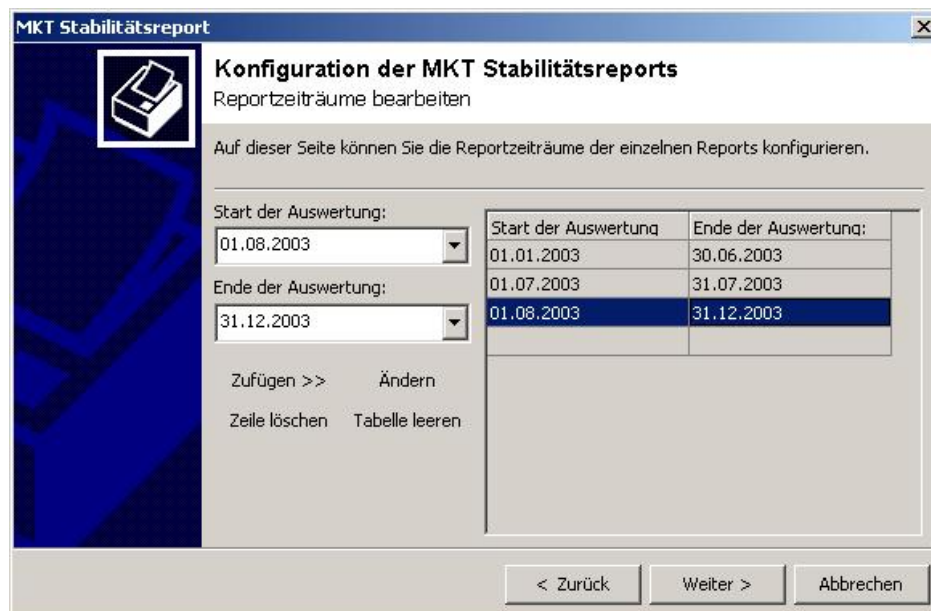 MKT Stabilitätsreport
Konfiguration der MKT Stabilitätsreports
Reportzeiträume bearbeiten
Auf dieser Seite können Sie die Reportzeiträume der einzelnen Reports konfigurieren.
Start der Auswertung:
01.08.2003
Ende der Auswertung:
31.12.2003
Zufügen >> Ändern
Zeile löschen Tabelle leeren
Start der Auswertung Ende der Auswertung:
01.01.2003 30.06.2003
01.07.2003 31.07.2003
01.08.2003 31.12.2003
< Zurück Weiter > Abbrechen